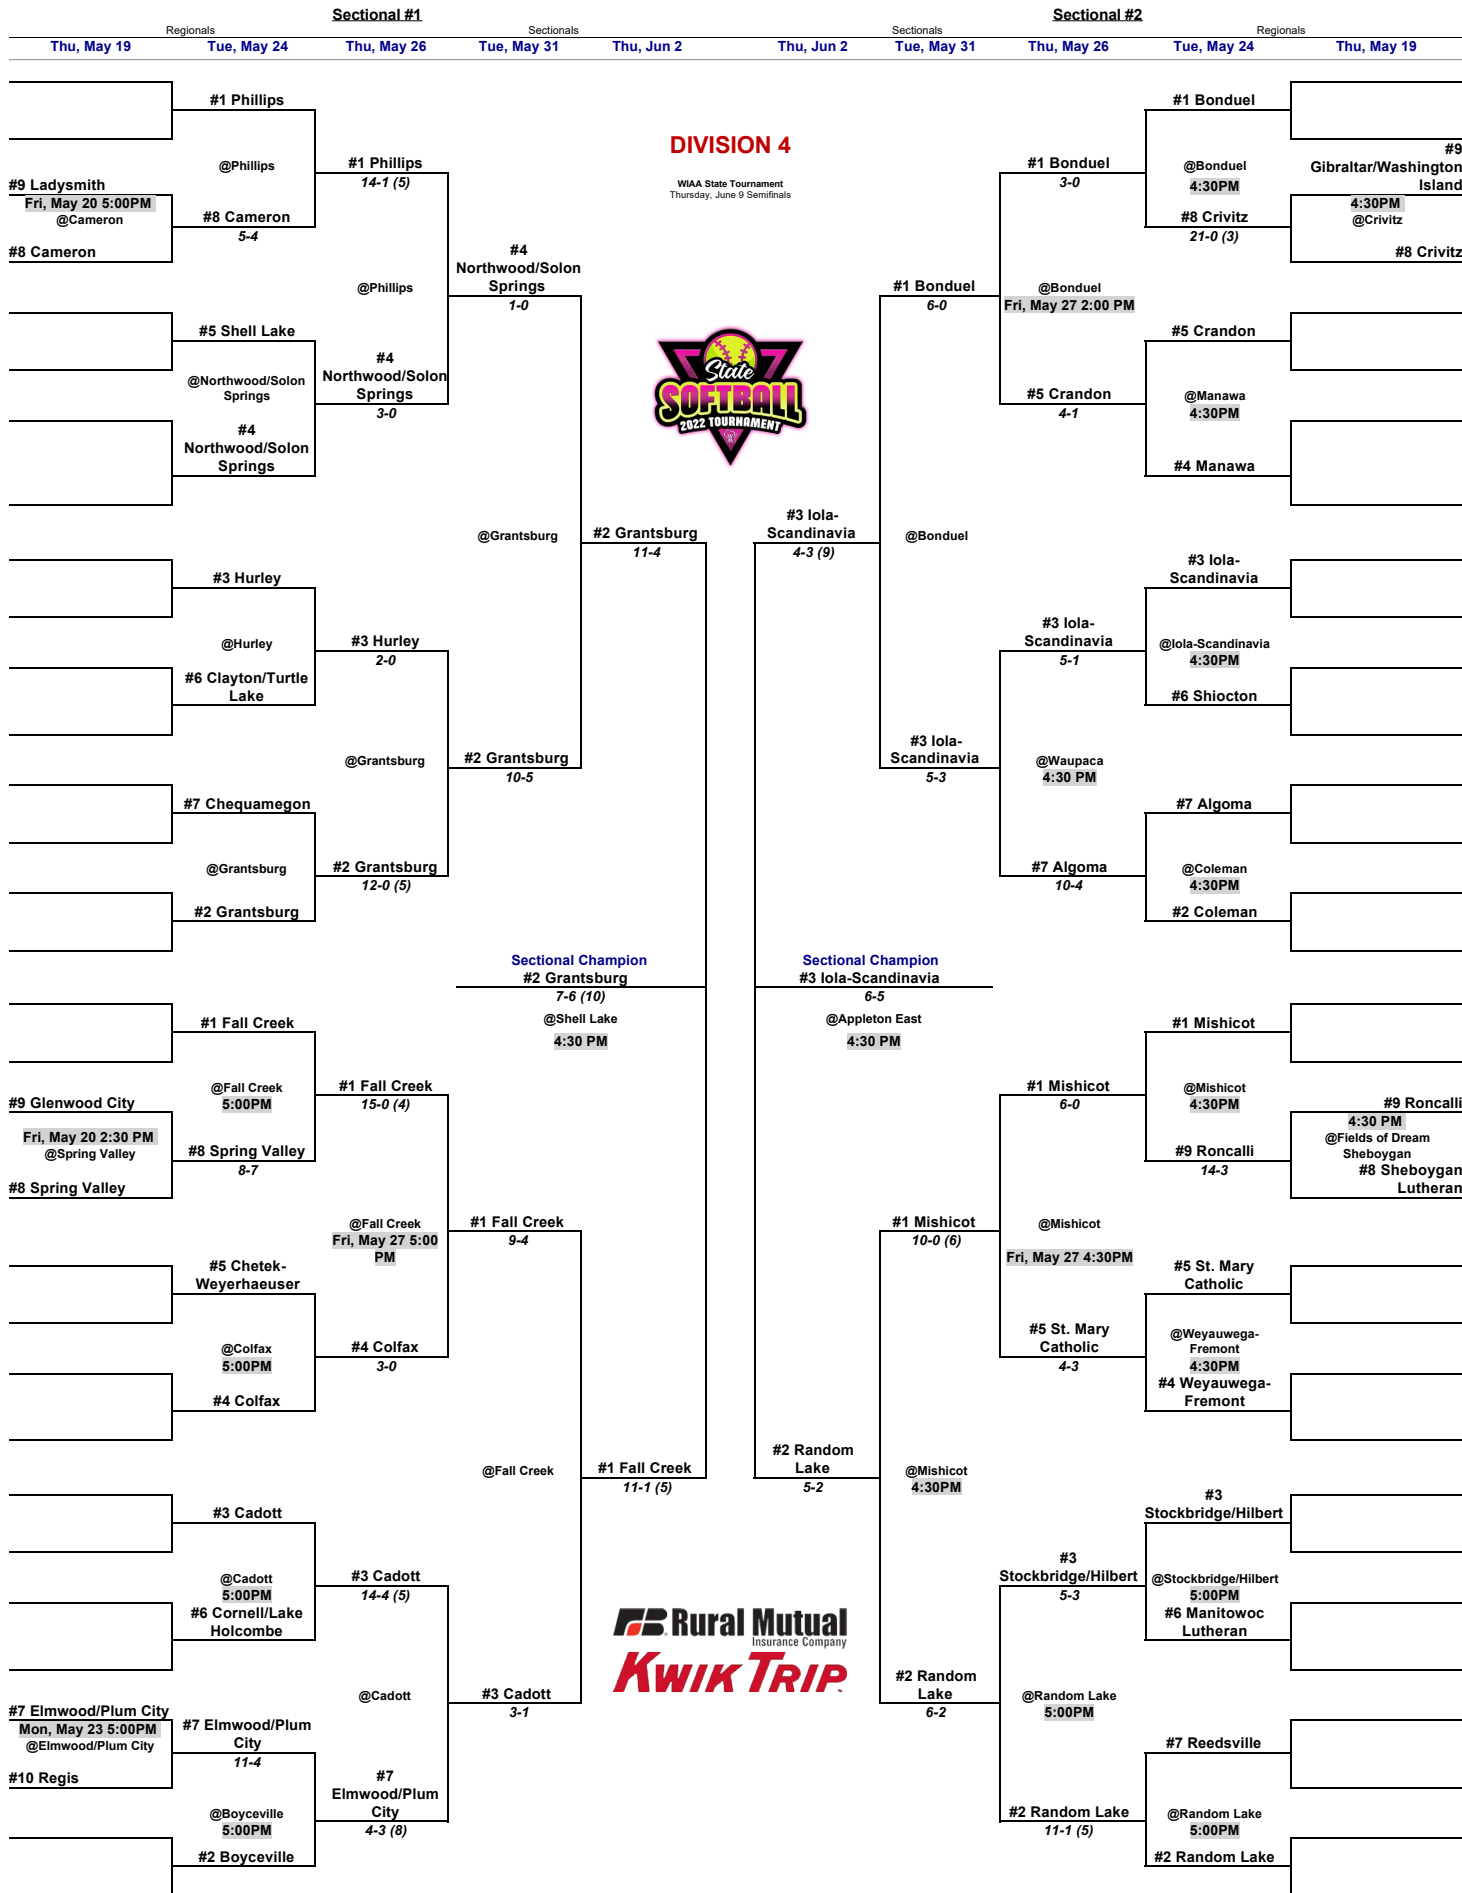 Sectional #1
Sectional #2
Regionals
Sectionals
Sectionals
Regionals
Thu, May 19
Tue, May 24
Thu, May 26
Tue, May 31
Thu, Jun 2
Thu, Jun 2
Tue, May 31
Thu, May 26
Tue, May 24
Thu, May 19
DIVISION 4
WIAA State Tournament
Thursday, June 9 Semifinals
State
SOFTBALL
2022 TOURNAMENT
#9 Ladysmith
Fri, May 20 5:00PM
@Cameron
#8 Cameron
#9 Glenwood City
Fri, May 20 2:30 PM
@Spring Valley
#8 Spring Valley
#7 Elmwood/Plum City
Mon, May 23 5:00PM
@Elmwood/Plum City
#10 Regis
#1 Phillips
@Phillips
#8 Cameron
5-4
#5 Shell Lake
@Northwood/Solon
Springs
#4
Northwood/Solon
Springs
#3 Hurley
@Hurley
#6 Clayton/Turtle
Lake
#7 Chequamegon
@Grantsburg
#2 Grantsburg
#1 Fall Creek
@Fall Creek
5:00PM
#8 Spring Valley
8-7
#5 Chetek-
Weyerhaeuser
@Colfax
5:00PM
#4 Colfax
#3 Cadott
@Cadott
5:00PM
#6 Cornell/Lake
Holcombe
#7 Elmwood/Plum
City
11-4
@Boyceville
5:00PM
#2 Boyceville
#1 Phillips
14-1 (5)
@Phillips
#4
Northwood/Solon
Springs
3-0
#3 Hurley
2-0
@Grantsburg
#2 Grantsburg
12-0 (5)
#1 Fall Creek
15-0 (4)
@Fall Creek
Fri, May 27 5:00
PM
#4 Colfax
3-0
#3 Cadott
14-4 (5)
@Cadott
#7
Elmwood/Plum
City
4-3 (8)
#4
Northwood/Solon
Springs
1-0
@Grantsburg
#2 Grantsburg
10-5
#1 Fall Creek
9-4
@Fall Creek
#3 Cadott
3-1
#2 Grantsburg
11-4
Sectional Champion
#2 Grantsburg
7-6 (10)
@Shell Lake
4:30 PM
#1 Fall Creek
11-1 (5)
#3 Iola-
Scandinavia
4-3 (9)
Sectional Champion
#3 Iola-Scandinavia
6-5
@Appleton East
4:30 PM
#2 Random
Lake
5-2
#1 Bonduel
6-0
@Bonduel
#3 Iola-
Scandinavia
5-3
#1 Mishicot
10-0 (6)
@Mishicot
4:30PM
#2 Random
Lake
6-2
#1 Bonduel
3-0
@Bonduel
Fri, May 27 2:00 PM
#5 Crandon
4-1
#3 Iola-
Scandinavia
5-1
@Waupaca
4:30 PM
#7 Algoma
10-4
#1 Mishicot
6-0
@Mishicot
Fri, May 27 4:30PM
#5 St. Mary
Catholic
4-3
#3
Stockbridge/Hilbert
5-3
@Random Lake
5:00PM
#2 Random Lake
11-1 (5)
#1 Bonduel
@Bonduel
4:30PM
#8 Crivitz
21-0 (3)
#5 Crandon
@Manawa
4:30PM
#4 Manawa
#3 Iola-
Scandinavia
@Iola-Scandinavia
4:30PM
#6 Shiocton
#7 Algoma
@Coleman
4:30PM
#2 Coleman
#1 Mishicot
@Mishicot
4:30PM
#9 Roncalli
14-3
#5 St. Mary
Catholic
@Weyauwega-
Fremont
4:30PM
#4 Weyauwega-
Fremont
#3
Stockbridge/Hilbert
@Stockbridge/Hilbert
5:00PM
#6 Manitowoc
Lutheran
#7 Reedsville
@Random Lake
5:00PM
#2 Random Lake
#9
Gibraltar/Washington
Island
4:30PM
@Crivitz
#8 Crivitz
#9 Roncalli
4:30 PM
@Fields of Dream
Sheboygan
#8 Sheboygan
Lutheran
Rural Mutual
Insurance Company
KWIK TRIP